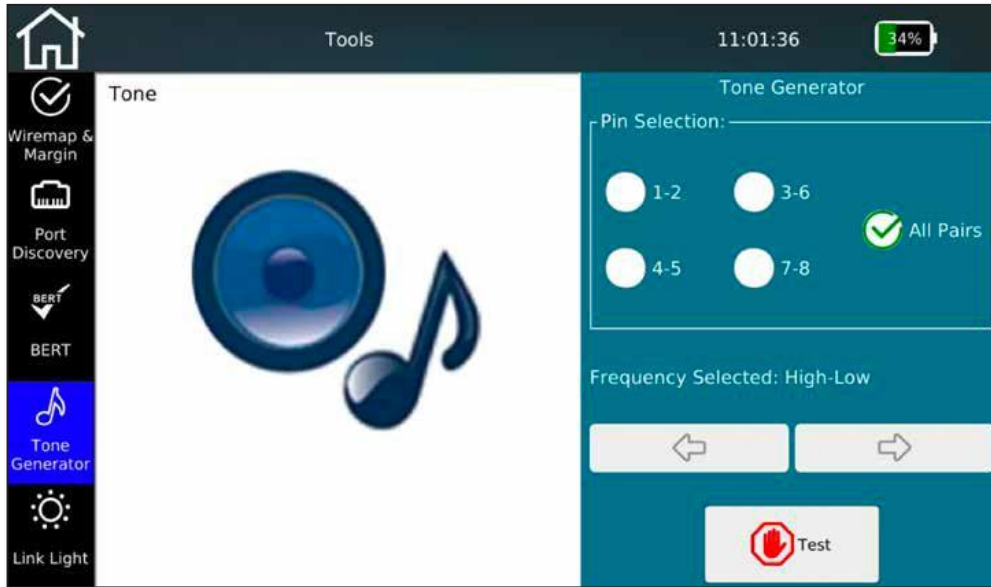 Tools
11:01:36
34%
Wiremap &
Margin
Port
Discovery
BERT
BERT
Tone
Generator
Link Light
Tone
Tone Generator
Pin Selection:
1-2
3-6
All Pairs
4-5
7-8
Frequency Selected: High-Low
Test